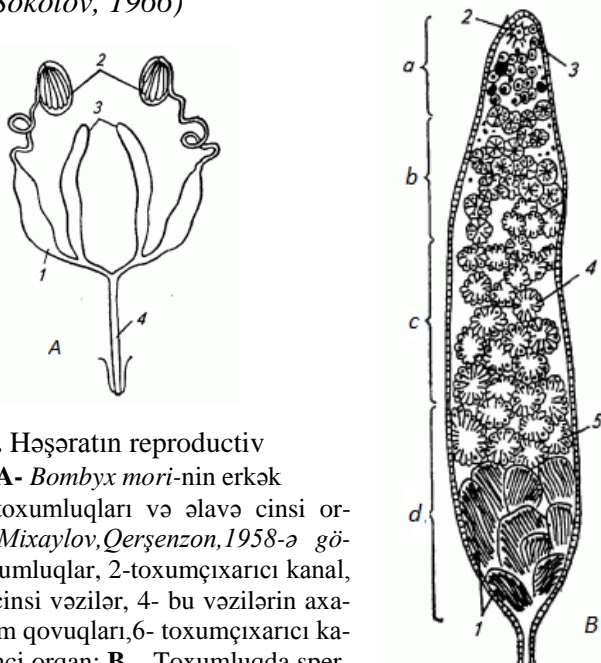 Sokolov, 1966)
2
3
1
4
A
. Həşəratın reproductiv
A- Bombyx mori-nin erkək
toxumluqları və əlavə cinsi or-
Mixaylov,Qerşenzon,1958-ə gö-
umluqlar, 2-toxumçıxarıcı kanal,
cinsi vəzilər, 4- bu vəzilərin axa-
m qovuqları,6- toxumçıxarıcı ka-
nci orqan;
2
3
a
b
c
4
5
d
1
B